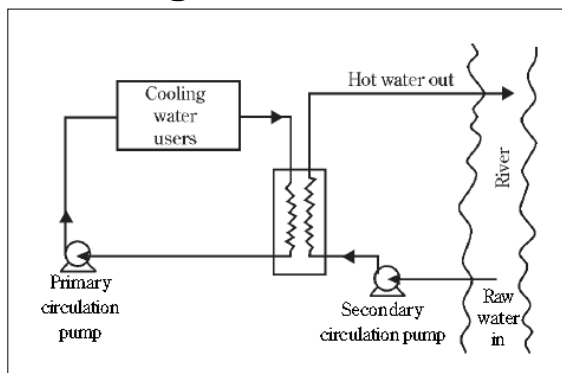 Cooling
water
users
Hot water out
River
Primary
circulation
pump
Secondary
circulation pump
Raw
water
in